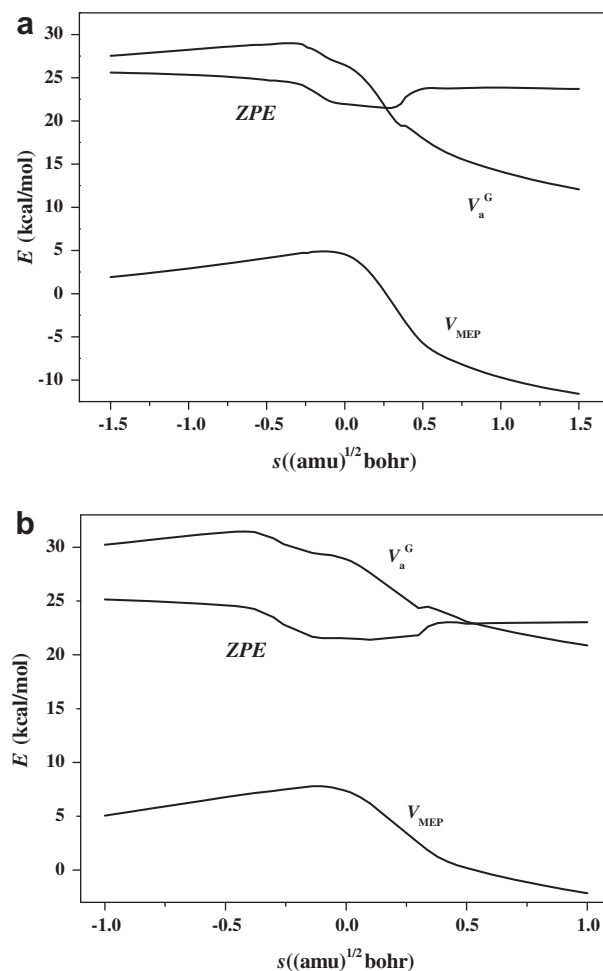 a
30
25
20
15
10
5
0
-5
-10
E (kcal/mol)
ZPE
V_a^G
V_MEP
-1.5 -1.0 -0.5 0.0 0.5 1.0 1.5
s((amu)^1/2 bohr)
b
30
25
20
15
10
5
0
E (kcal/mol)
V_a^G
ZPE
V_MEP
-1.0 -0.5 0.0 0.5 1.0
s((amu)^1/2 bohr)